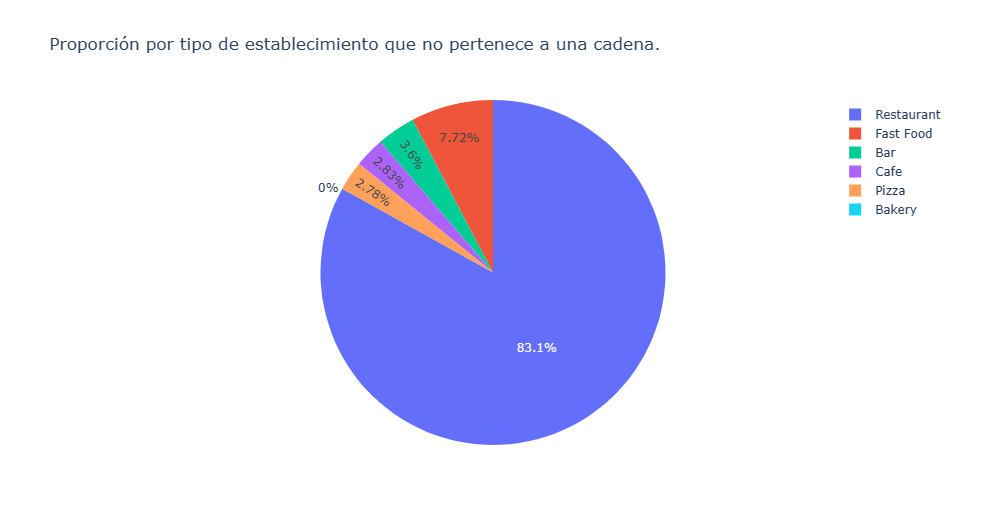 Proporción por tipo de establecimiento que no pertenece a una cadena.
Restaurant
Fast Food
Bar
Cafe
Pizza
Bakery
7.72%
3.6%
2.83%
2.78%
0%
83.1%